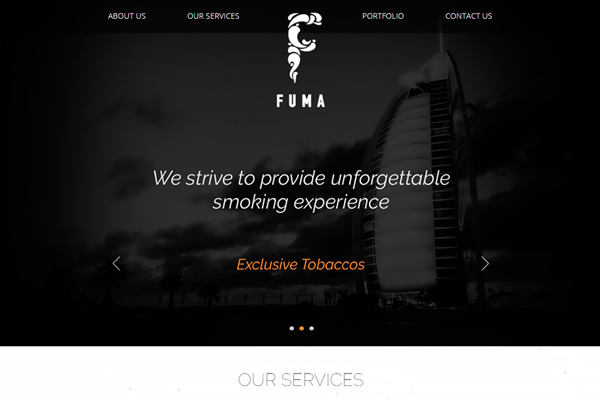 ABOUT US
OUR SERVICES
PORTFOLIO
CONTACT US
FUMA
We strive to provide unforgettable
smoking experience
Exclusive Tobaccos
OUR SERVICES